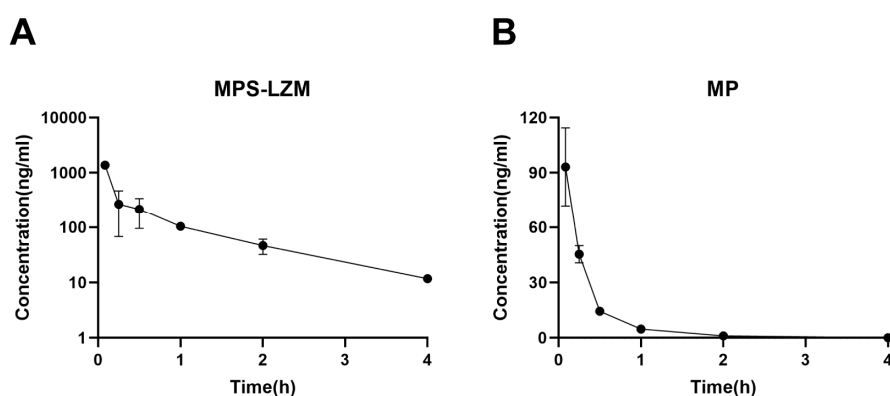 A
B
MPS-LZM
MP
Concentration(ng/ml)
10000
1000
100
10
1
0
1
2
3
4
Time(h)
Concentration(ng/ml)
120
90
60
30
0
0
1
2
3
4
Time(h)